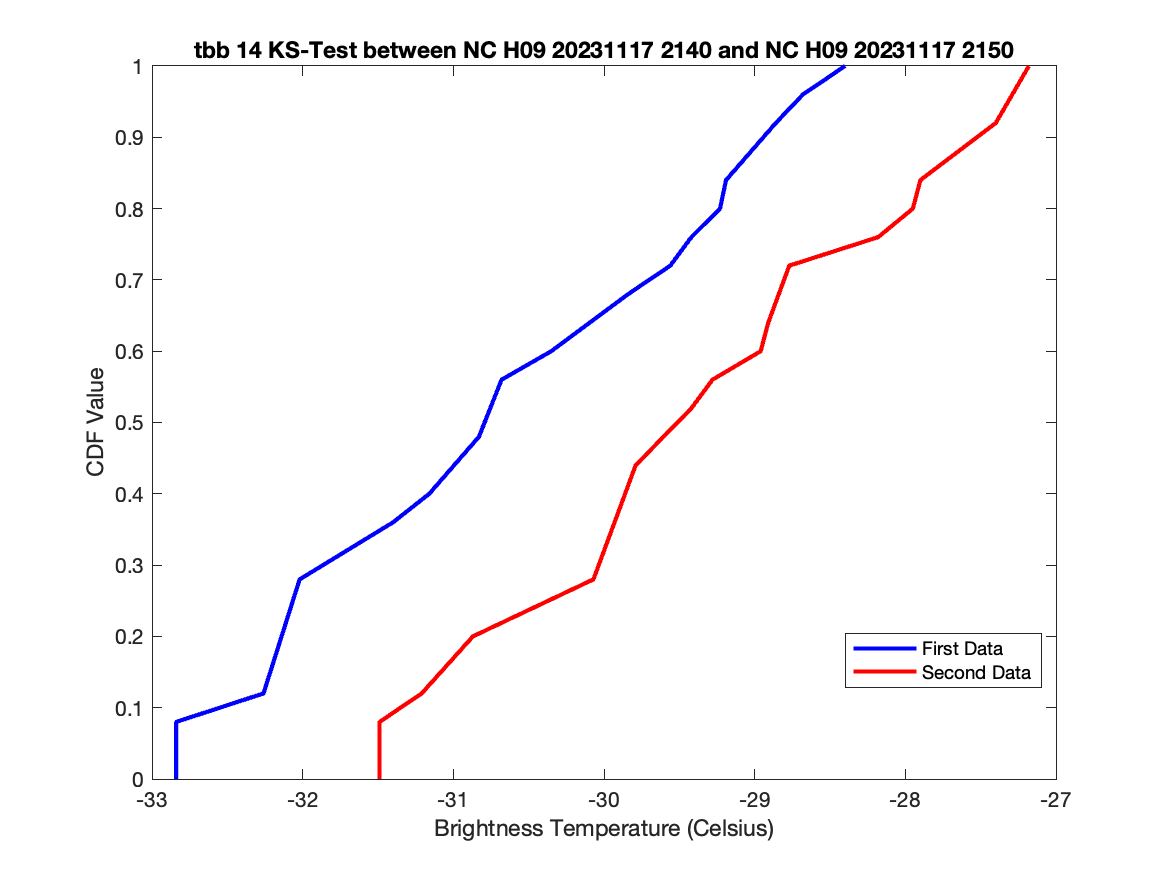 tbb 14 KS-Test between NC H09 20231117 2140 and NC H09 20231117 2150
1
0.9
0.8
0.7
0.6
0.5
0.4
0.3
0.2
0.1
0
CDF Value
First Data
Second Data
-33 -32 -31 -30 -29 -28 -27
Brightness Temperature (Celsius)